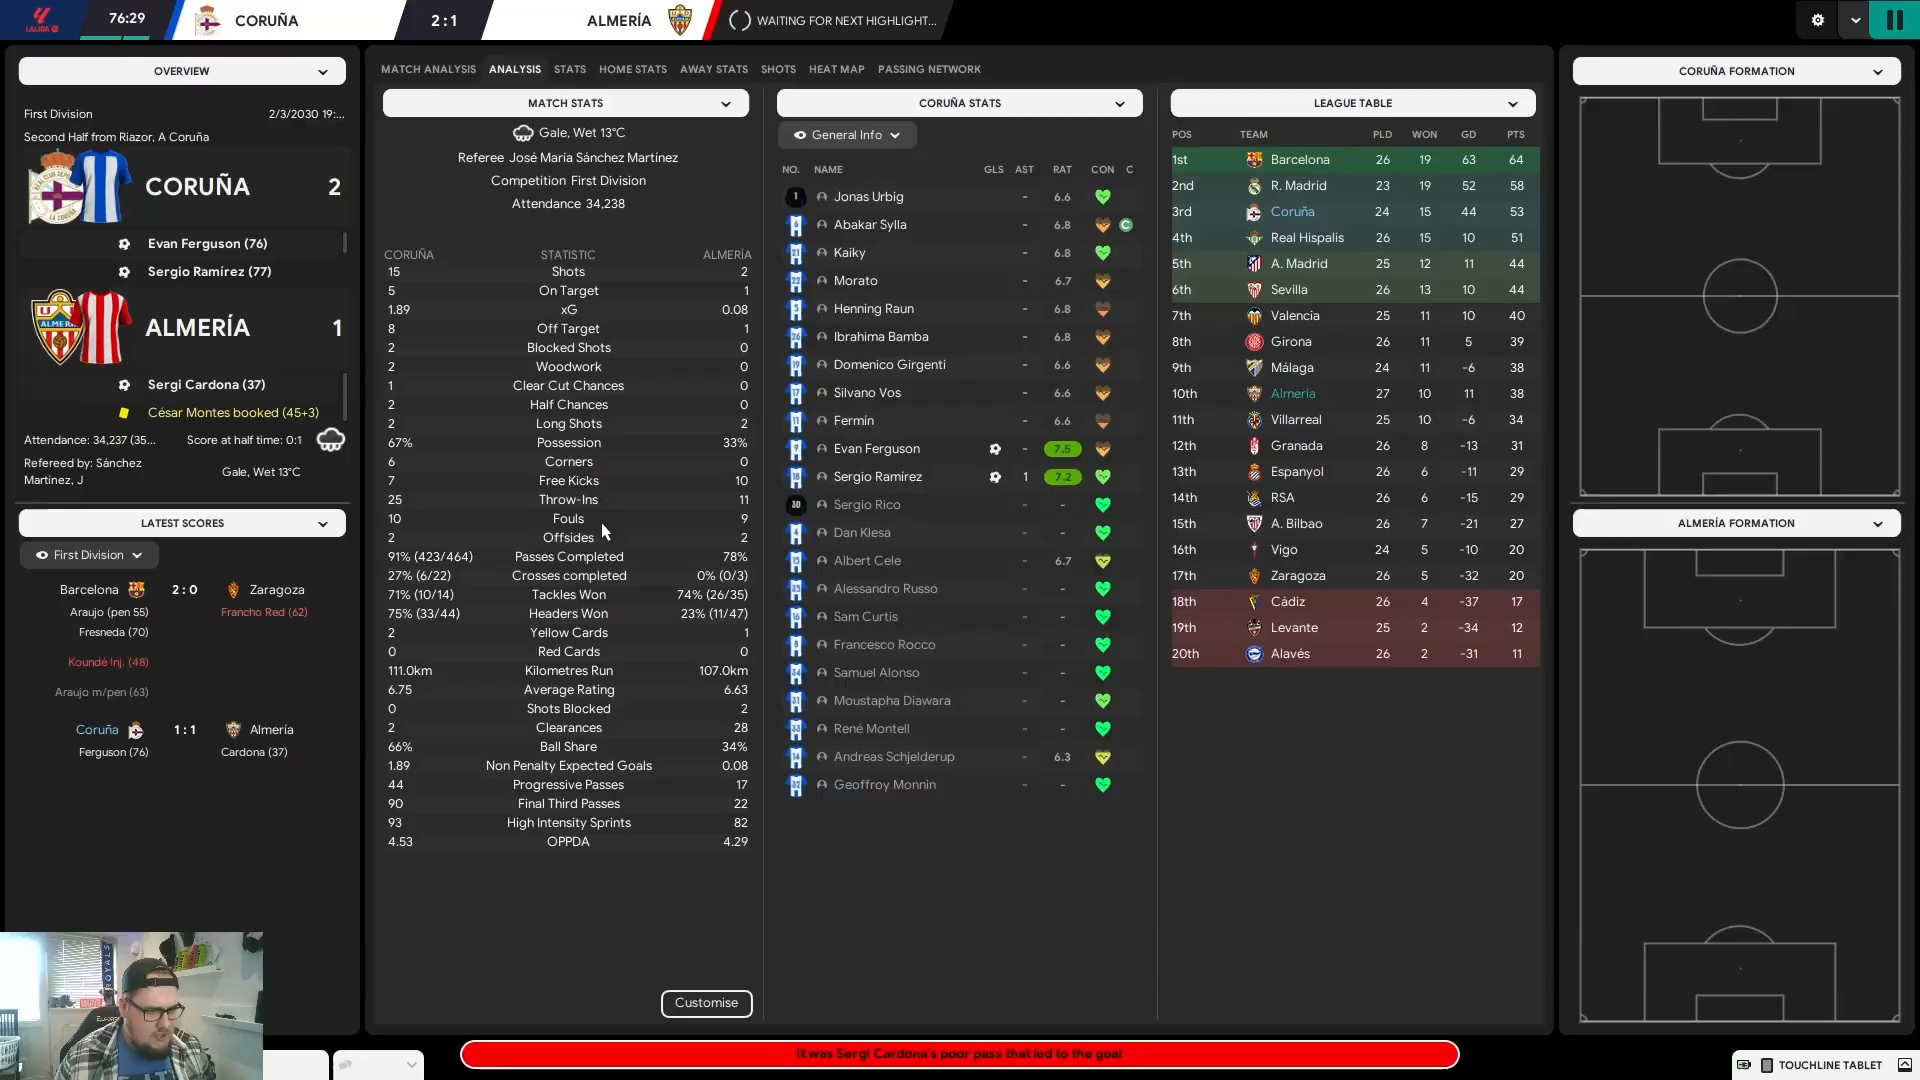 76:29
CORUÑA
2 : 1
ALMERÍA
WAITING FOR NEXT HIGHLIGHT...
OVERVIEW
First Division 2/3/2030 19:...
Second Half from Riazor, A Coruña
CORUÑA 2
Evan Ferguson (76)
Sergio Ramírez (77)
ALMERÍA 1
Sergi Cardona (37)
César Montes booked (45+3)
Attendance: 34,237 (35... Score at half time: 0:1
Refereed by: Sánchez Martínez, J
Gale, Wet 13°C
LATEST SCORES
First Division
Barcelona 2 : 0 Zaragoza
Araujo (pen 55) Francho Red (62)
Fresneda (70)
Koundé Inj. (48)
Araujo m/pen (63)
Coruña 1 : 1 Almería
Ferguson (76) Cardona (37)
MATCH ANALYSIS ANALYSIS STATS HOME STATS AWAY STATS SHOTS HEAT MAP PASSING NETWORK
MATCH STATS
Gale, Wet 13°C
Referee José María Sánchez Martínez
Competition First Division
Attendance 34,238
CORUÑA STATISTIC ALMERÍA
15 Shots 2
5 On Target 1
1.89 xG 0.08
8 Off Target 1
2 Blocked Shots 0
2 Woodwork 0
1 Clear Cut Chances 0
2 Half Chances 0
2 Long Shots 0
67% Possession 33%
6 Corners 0
7 Free Kicks 10
25 Throw-Ins 11
10 Fouls 9
2 Offsides 2
91% (423/464) Passes Completed 78%
27% (6/22) Crosses completed 0% (0/3)
71% (10/14) Tackles Won 74% (26/35)
75% (33/44) Headers Won 23% (11/47)
2 Yellow Cards 1
0 Red Cards 0
111.0km Kilometres Run 107.0km
6.75 Average Rating 6.63
0 Shots Blocked 2
2 Clearances 28
66% Ball Share 34%
1.89 Non Penalty Expected Goals 0.08
44 Progressive Passes 17
90 Final Third Passes 22
93 High Intensity Sprints 82
4.53 OPPDA 4.29
Customise
CORUÑA STATS
General Info
NO. NAME GLS AST RAT CON C
1 Jonas Urbig - 6.6
Abakar Sylla - 6.8 C
21 Kaiky - 6.8
22 Morato - 6.7
Henning Raun - 6.8
26 Ibrahima Bamba - 6.8
Domenico Girgenti - 6.6
17 Silvano Vos - 6.6
11 Fermín - 6.6
9 Evan Ferguson - 7.5
18 Sergio Ramírez 1 7.2
30 Sergio Rico - -
4 Dan Klesa - -
15 Albert Cele - 6.7
Alessandro Russo - -
16 Sam Curtis - -
8 Francesco Rocco - -
Samuel Alonso - -
31 Moustapha Diawara - -
33 René Montell - -
14 Andreas Schjelderup - 6.3
32 Geoffroy Monnin - -
LEAGUE TABLE
POS TEAM PLD WON GD PTS
1st Barcelona 26 19 63 64
2nd R. Madrid 23 19 52 58
3rd Coruña 24 15 44 53
4th Real Hispalis 26 15 10 51
5th A. Madrid 25 12 11 44
6th Sevilla 26 13 10 44
7th Valencia 25 11 10 40
8th Girona 26 11 5 39
9th Málaga 24 11 -6 38
10th Almería 27 10 11 38
11th Villarreal 25 10 -6 34
12th Granada 26 8 -13 31
13th Espanyol 26 6 -11 29
14th RSA 26 6 -15 29
15th A. Bilbao 26 7 -21 27
16th Vigo 24 5 -10 20
17th Zaragoza 26 5 -32 20
18th Cádiz 26 4 -37 17
19th Levante 25 2 -34 12
20th Alavés 26 2 -31 11
CORUÑA FORMATION
ALMERÍA FORMATION
ROYALS
It was Sergi Cardona's poor pass that led to the goal
TOUCHLINE TABLET